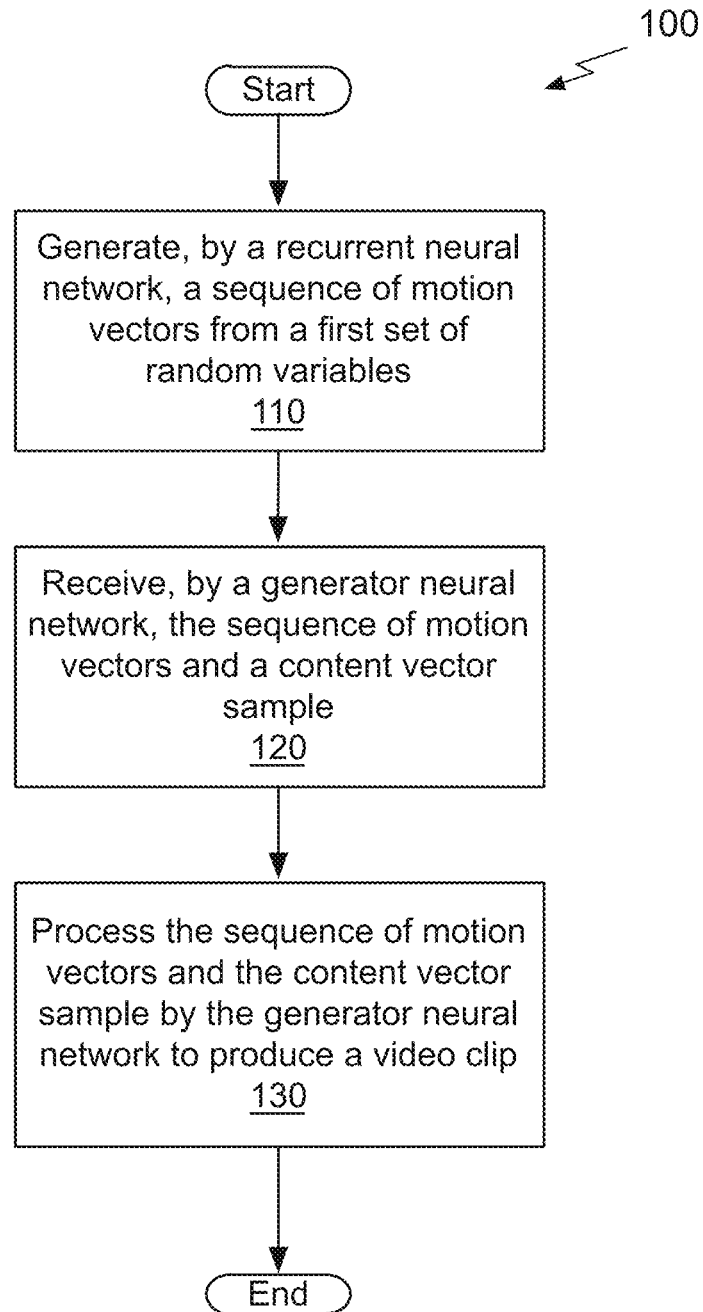 100
Start
Generate, by a recurrent neural
network, a sequence of motion
vectors from a first set of
random variables
110
Receive, by a generator neural
network, the sequence of motion
vectors and a content vector
sample
120
Process the sequence of motion
vectors and the content vector
sample by the generator neural
network to produce a video clip
130
End